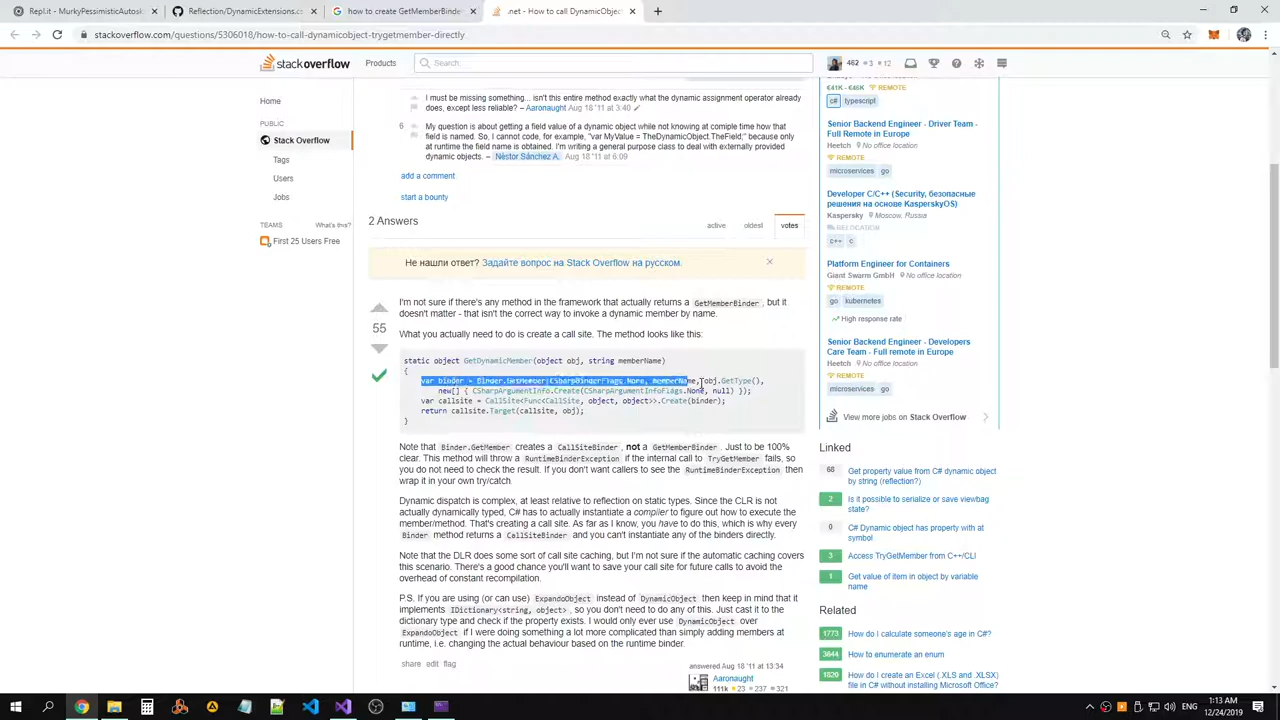 Repl.it - MurkyPessimisticAutosk
Reflection/DynamicExtensions.cs
how to createGetMemberBinder c
.net - How to call DynamicObject
stackoverflow.com/questions/5306018/how-to-call-dynamicobject-trygetmember-directly
stackoverflow
Products
Search...
462 3 12
Home
PUBLIC
Stack Overflow
Tags
Users
Jobs
TEAMS What's this?
First 25 Users Free
I must be missing something... isn't this entire method exactly what the dynamic assignment operator already
does, except less reliable? – Aaronaught Aug 18 '11 at 3:40
6 My question is about getting a field value of a dynamic object while not knowing at compile time how that
field is named. So, I cannot code, for example, "var MyValue = TheDynamicObject.TheField;" because only
at runtime the field name is obtained. I'm writing a general purpose class to deal with externally provided
dynamic objects. – Néstor Sánchez A. Aug 18 '11 at 6:09
add a comment
start a bounty
2 Answers
active oldest votes
Не нашли ответ? Задайте вопрос на Stack Overflow на русском.
55
I'm not sure if there's any method in the framework that actually returns a GetMemberBinder, but it
doesn't matter - that isn't the correct way to invoke a dynamic member by name.
What you actually need to do is create a call site. The method looks like this:
static object GetDynamicMember(object obj, string memberName)
{
var binder = Binder.GetMember(CSharpBinderFlags.None, memberName, obj.GetType(),
new[] { CSharpArgumentInfo.Create(CSharpArgumentInfoFlags.None, null) });
var callsite = CallSite<Func<CallSite, object, object>>.Create(binder);
return callsite.Target(callsite, obj);
}
Note that Binder.GetMember creates a CallSiteBinder, not a GetMemberBinder. Just to be 100%
clear. This method will throw a RuntimeBinderException if the internal call to TryGetMember fails, so
you do not need to check the result. If you don't want callers to see the RuntimeBinderException then
wrap it in your own try/catch.
Dynamic dispatch is complex, at least relative to reflection on static types. Since the CLR is not
actually dynamically typed, C# has to actually instantiate a compiler to figure out how to execute the
member/method. That's creating a call site. As far as I know, you have to do this, which is why every
Binder method returns a CallSiteBinder and you can't instantiate any of the binders directly.
Note that the DLR does some sort of call site caching, but I'm not sure if the automatic caching covers
this scenario. There's a good chance you'll want to save your call site for future calls to avoid the
overhead of constant recompilation.
P.S. If you are using (or can use) ExpandoObject instead of DynamicObject then keep in mind that it
implements IDictionary<string, object>, so you don't need to do any of this. Just cast it to the
dictionary type and check if the property exists. I would only ever use DynamicObject over
ExpandoObject if I were doing something a lot more complicated than simply adding members at
runtime, i.e. changing the actual behaviour based on the runtime binder.
share edit flag
answered Aug 18 '11 at 13:34
Aaronaught
111k 23 237 321
€41K - €46K REMOTE
c# typescript
Senior Backend Engineer - Driver Team -
Full Remote in Europe
Heetch No office location
REMOTE
microservices go
Developer C/C++ (Security, безопасные
решения на основе KasperskyOS)
Kaspersky Moscow, Russia
RELOCATION
c++ c
Platform Engineer for Containers
Giant Swarm GmbH No office location
REMOTE
go kubernetes
High response rate
Senior Backend Engineer - Developers
Care Team - Full remote in Europe
Heetch No office location
REMOTE
microservices go
View more jobs on Stack Overflow
Linked
68 Get property value from C# dynamic object
by string (reflection?)
2 Is it possible to serialize or save viewbag
state?
0 C# Dynamic object has property with at
symbol
3 Access TryGetMember from C++/CLI
1 Get value of item in object by variable
name
Related
1773 How do I calculate someone's age in C#?
3644 How to enumerate an enum
1820 How do I create an Excel (.XLS and .XLSX)
file in C# without installing Microsoft Office?
ENG
1:13 AM
12/24/2019